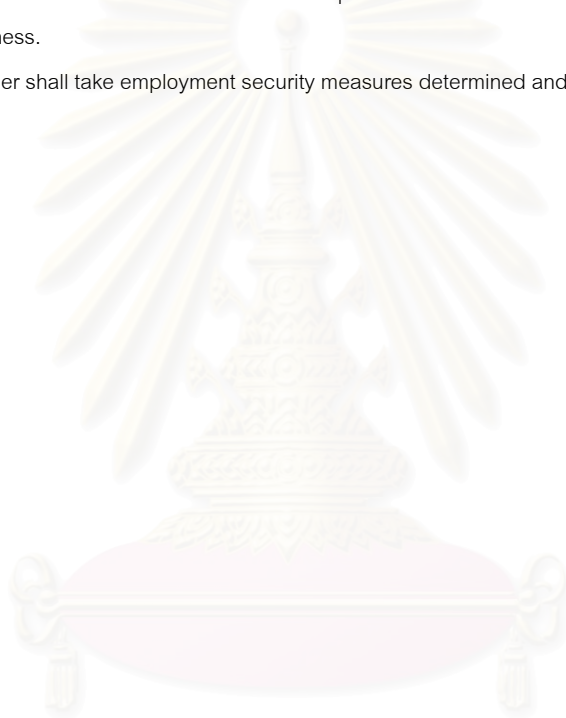 ness.
er shall take employment security measures determined and